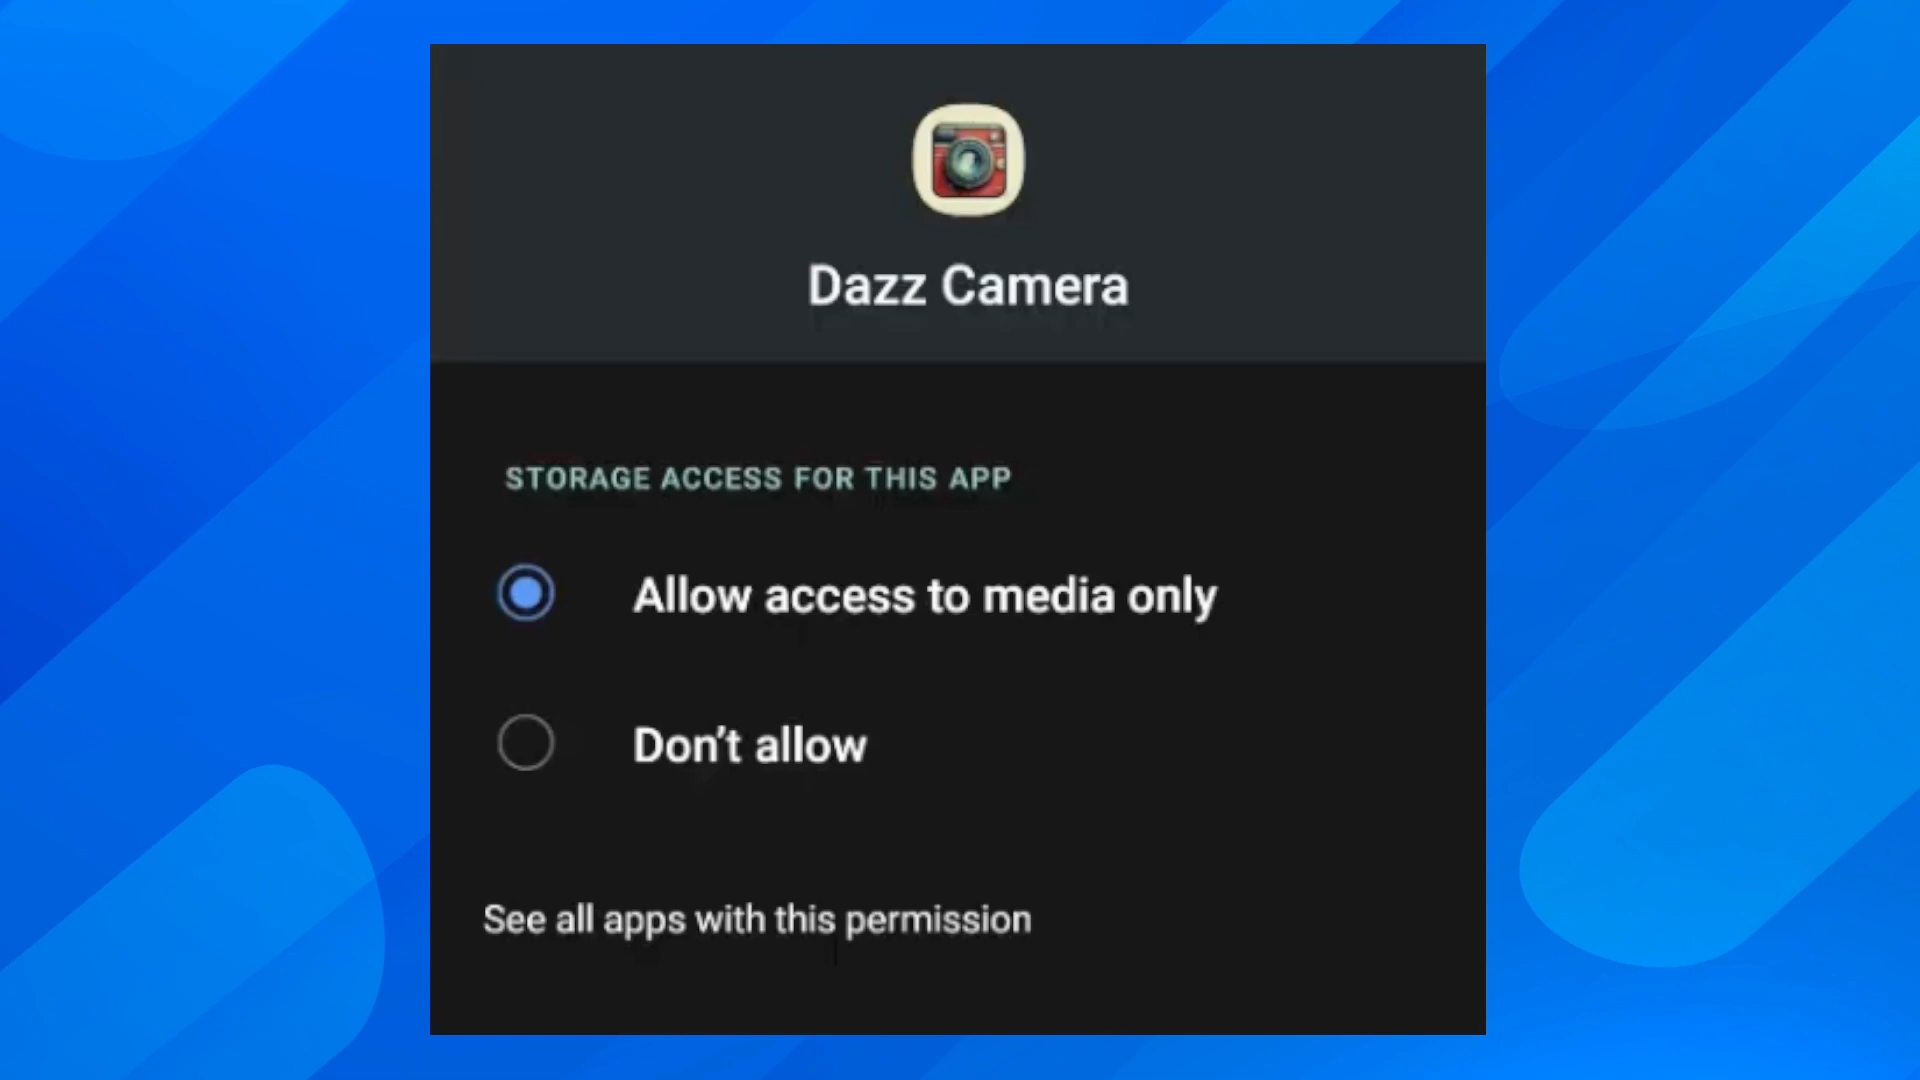 Dazz Camera
STORAGE ACCESS FOR THIS APP
Allow access to media only
Don’t allow
See all apps with this permission